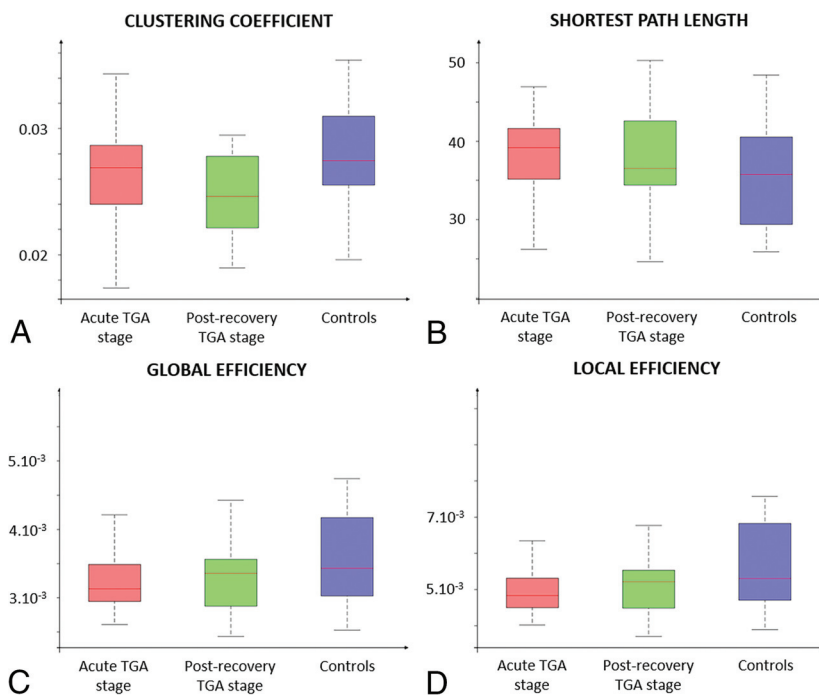 CLUSTERING COEFFICIENT
0.03
0.02
Acute TGA
stage
Post-recovery
TGA stage
Controls
A
SHORTEST PATH LENGTH
50
40
30
Acute TGA
stage
Post-recovery
TGA stage
Controls
B
GLOBAL EFFICIENCY
5.10⁻³
4.10⁻³
3.10⁻³
Acute TGA
stage
Post-recovery
TGA stage
Controls
C
LOCAL EFFICIENCY
7.10⁻³
5.10⁻³
Acute TGA
stage
Post-recovery
TGA stage
Controls
D